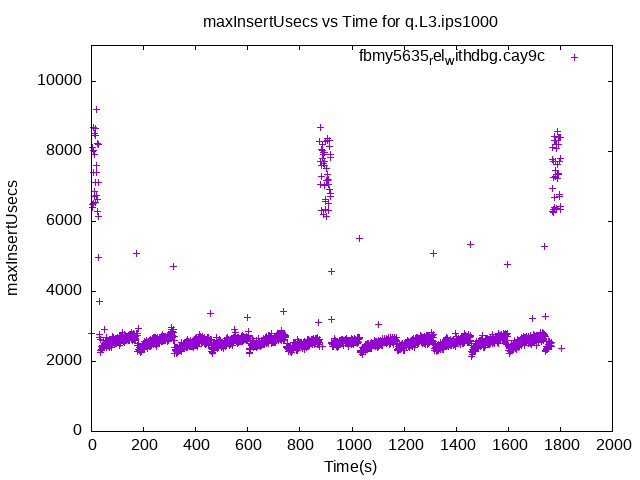 maxInsertUsecs vs Time for q.L3.ips1000
fbmy5635relwithdbg.cay9c
maxInsertUsecs
10000
8000
6000
4000
2000
0
0 200 400 600 800 1000 1200 1400 1600 1800 2000
Time(s)